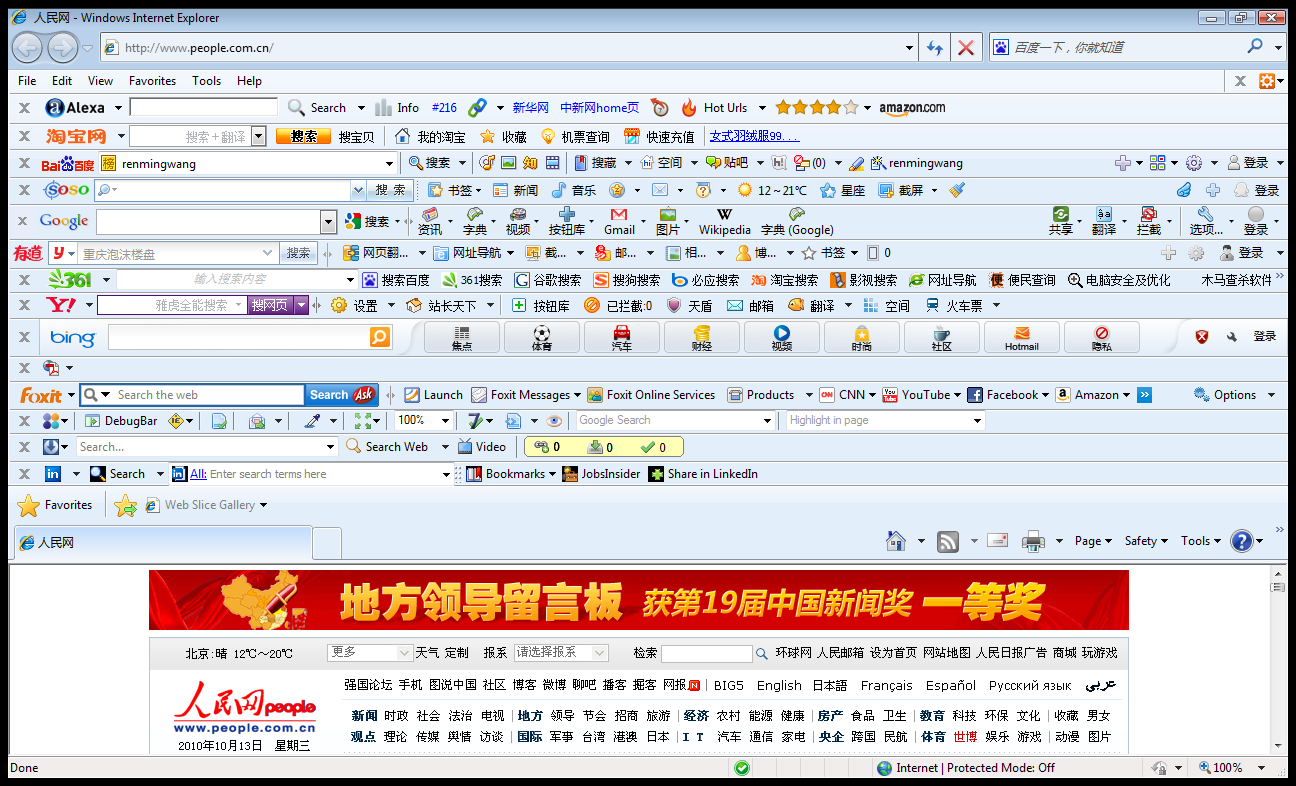 人民网 - Windows Internet Explorer
http://www.people.com.cn/ 百度一下，你就知道
File Edit View Favorites Tools Help
Alexa Search Info #216 新华网 中新网home页 Hot Urls amazon.com
淘宝网 搜索+翻译 搜索 搜宝贝 我的淘宝 收藏 机票查询 快速充值 女式羽绒服99...
Bai百度 renmingwang 搜索 搜藏 空间 贴吧 (0) renmingwang 登录
SOSO 搜 索 书签 新闻 音乐 12～21℃ 星座 截屏 登录
Google 搜索 资讯 字典 视频 按钮库 Gmail 图片 Wikipedia 字典 (Google) 共享 翻译 拦截 选项... 登录
有道 y 重庆泡沫楼盘 搜索 网页翻... 网址导航 截... 邮... 相... 博... 书签 0 登录
361 输入搜索内容 搜索百度 361搜索 谷歌搜索 搜狗搜索 必应搜索 淘宝搜索 影视搜索 网址导航 便民查询 电脑安全及优化 木马查杀软件
Y! 雅虎全能搜索 搜网页 设置 站长天下 按钮库 已拦截:0 天盾 邮箱 翻译 空间 火车票
bing 焦点 体育 汽车 财经 视频 时尚 社区 Hotmail 隐私 登录
Foxit Search the web Search Ask Launch Foxit Messages Foxit Online Services Products CNN YouTube Facebook Amazon Options
DebugBar 100% Google Search Highlight in page
Search... Search Web Video 0 0 0
in Search All: Enter search terms here Bookmarks JobsInsider Share in LinkedIn
Favorites Web Slice Gallery
人民网 Page Safety Tools
地方领导留言板 获第19届中国新闻奖 一等奖
北京:晴 12℃～20℃ 更多 天气 定制 报系 请选择报系 检索 环球网 人民邮箱 设为首页 网站地图 人民日报广告 商城 玩游戏
强国论坛 手机 图说中国 社区 博客 微博 聊吧 播客 掘客 网报 | BIG5 English 日本語 Français Español Русский язык عربي
人民网people
www.people.com.cn
2010年10月13日 星期三
新闻 时政 社会 法治 电视 | 地方 领导 节会 招商 旅游 | 经济 农村 能源 健康 | 房产 食品 卫生 | 教育 科技 环保 文化 | 收藏 男女
观点 理论 传媒 舆情 访谈 | 国际 军事 台湾 港澳 日本 | I T 汽车 通信 家电 | 央企 跨国 民航 | 体育 世博 娱乐 游戏 | 动漫 图片
Done Internet | Protected Mode: Off 100%